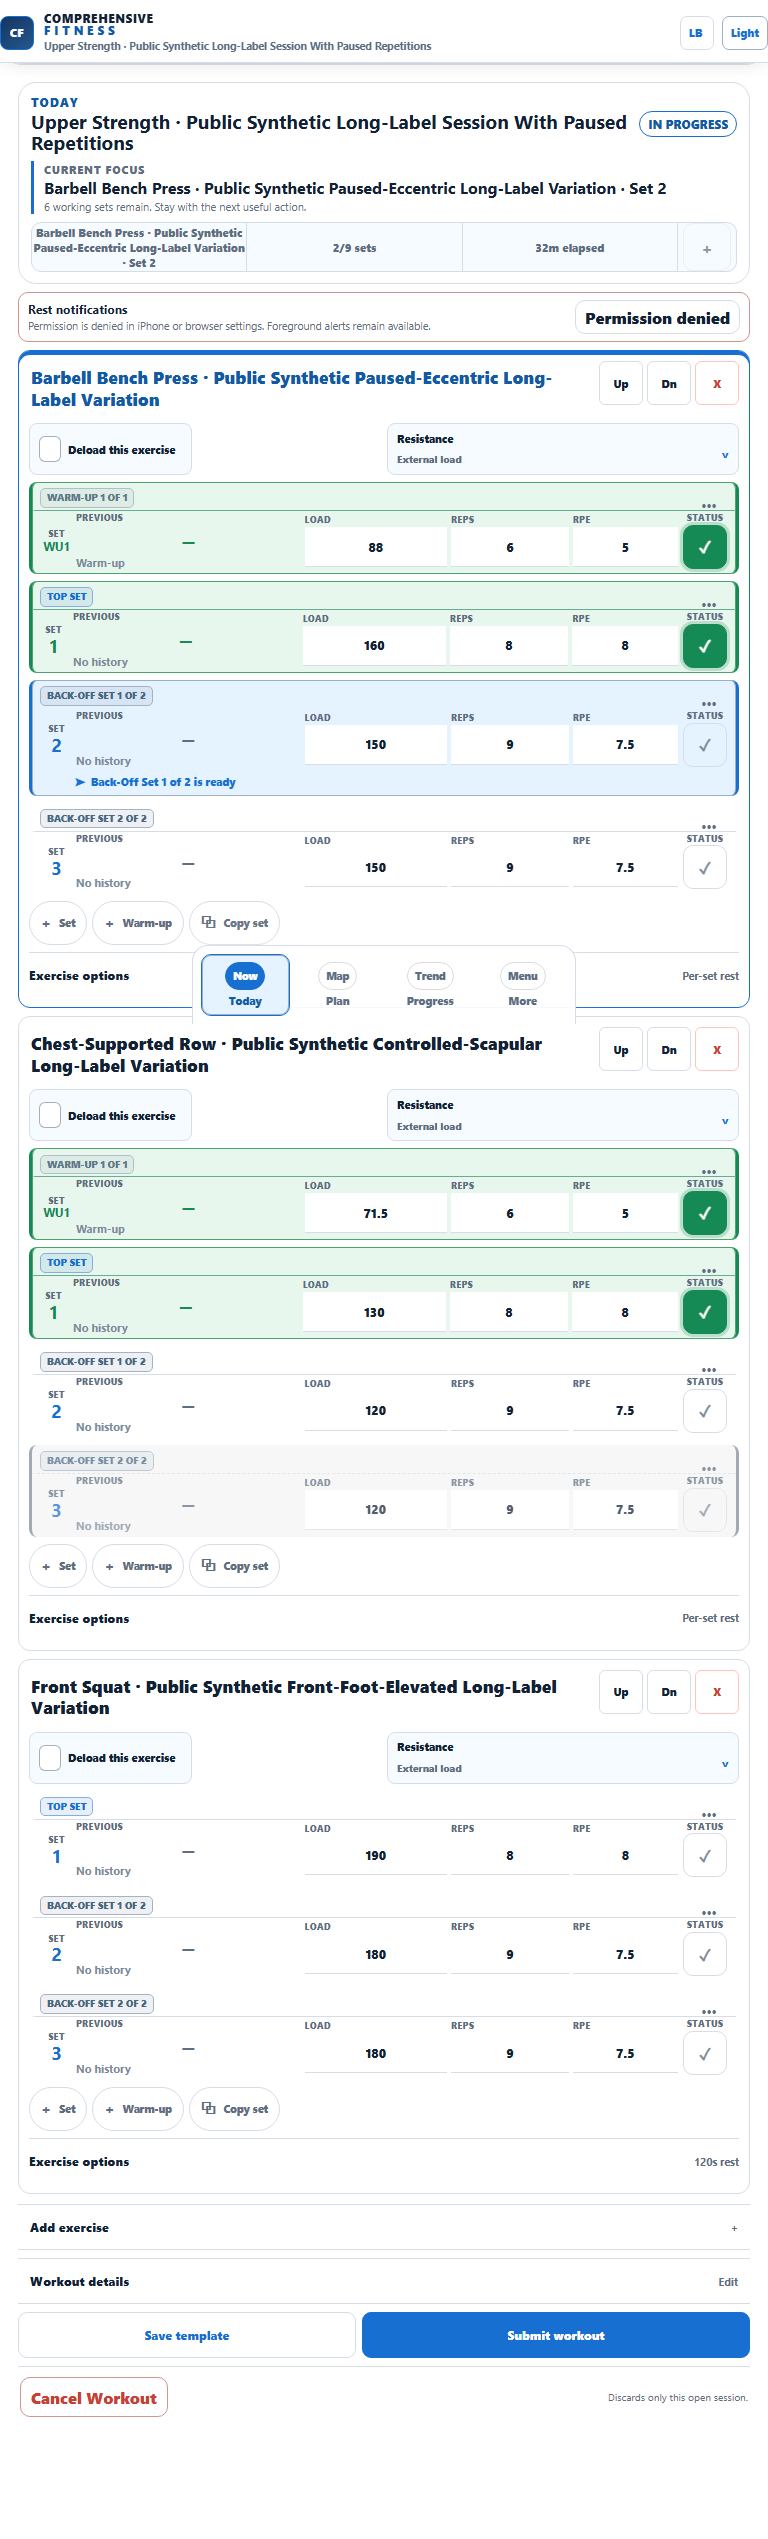 CF
COMPREHENSIVE
FITNESS
Upper Strength · Public Synthetic Long-Label Session With Paused Repetitions
LB
Light
TODAY
Upper Strength · Public Synthetic Long-Label Session With Paused
Repetitions
IN PROGRESS
CURRENT FOCUS
Barbell Bench Press · Public Synthetic Paused-Eccentric Long-Label Variation · Set 2
6 working sets remain. Stay with the next useful action.
Barbell Bench Press · Public Synthetic
Paused-Eccentric Long-Label Variation
· Set 2
2/9 sets
32m elapsed
+
Rest notifications
Permission is denied in iPhone or browser settings. Foreground alerts remain available.
Permission denied
Barbell Bench Press · Public Synthetic Paused-Eccentric Long-
Label Variation
Up
Dn
X
Deload this exercise
Resistance
External load
v
WARM-UP 1 OF 1
•••
SET
WU1
PREVIOUS
—
Warm-up
LOAD
88
REPS
6
RPE
5
STATUS
✓
TOP SET
•••
SET
1
PREVIOUS
—
No history
LOAD
160
REPS
8
RPE
8
STATUS
✓
BACK-OFF SET 1 OF 2
•••
SET
2
PREVIOUS
—
No history
LOAD
150
REPS
9
RPE
7.5
STATUS
✓
➤ Back-Off Set 1 of 2 is ready
BACK-OFF SET 2 OF 2
•••
SET
3
PREVIOUS
—
No history
LOAD
150
REPS
9
RPE
7.5
STATUS
✓
+ Set
+ Warm-up
Copy set
Exercise options
Per-set rest
Now
Today
Map
Plan
Trend
Progress
Menu
More
Chest-Supported Row · Public Synthetic Controlled-Scapular
Long-Label Variation
Up
Dn
X
Deload this exercise
Resistance
External load
v
WARM-UP 1 OF 1
•••
SET
WU1
PREVIOUS
—
Warm-up
LOAD
71.5
REPS
6
RPE
5
STATUS
✓
TOP SET
•••
SET
1
PREVIOUS
—
No history
LOAD
130
REPS
8
RPE
8
STATUS
✓
BACK-OFF SET 1 OF 2
•••
SET
2
PREVIOUS
—
No history
LOAD
120
REPS
9
RPE
7.5
STATUS
✓
BACK-OFF SET 2 OF 2
•••
SET
3
PREVIOUS
—
No history
LOAD
120
REPS
9
RPE
7.5
STATUS
✓
+ Set
+ Warm-up
Copy set
Exercise options
Per-set rest
Front Squat · Public Synthetic Front-Foot-Elevated Long-Label
Variation
Up
Dn
X
Deload this exercise
Resistance
External load
v
TOP SET
•••
SET
1
PREVIOUS
—
No history
LOAD
190
REPS
8
RPE
8
STATUS
✓
BACK-OFF SET 1 OF 2
•••
SET
2
PREVIOUS
—
No history
LOAD
180
REPS
9
RPE
7.5
STATUS
✓
BACK-OFF SET 2 OF 2
•••
SET
3
PREVIOUS
—
No history
LOAD
180
REPS
9
RPE
7.5
STATUS
✓
+ Set
+ Warm-up
Copy set
Exercise options
120s rest
Add exercise
+
Workout details
Edit
Save template
Submit workout
Cancel Workout
Discards only this open session.